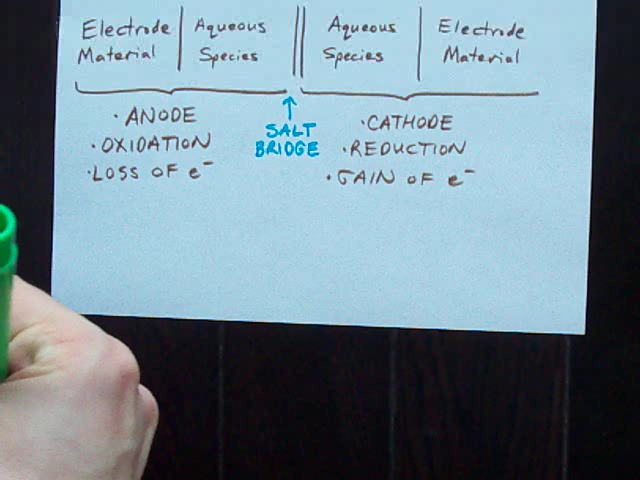 Electrode Material | Aqueous Species || Aqueous Species | Electrode Material
• ANODE
• OXIDATION
• LOSS OF e⁻
SALT
BRIDGE
• CATHODE
• REDUCTION
• GAIN OF e⁻